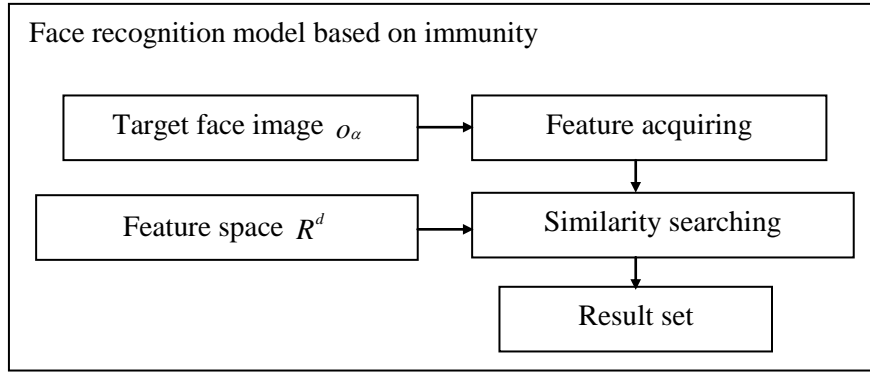 Face recognition model based on immunity
Target face image oα
Feature acquiring
Feature space R^d
Similarity searching
Result set